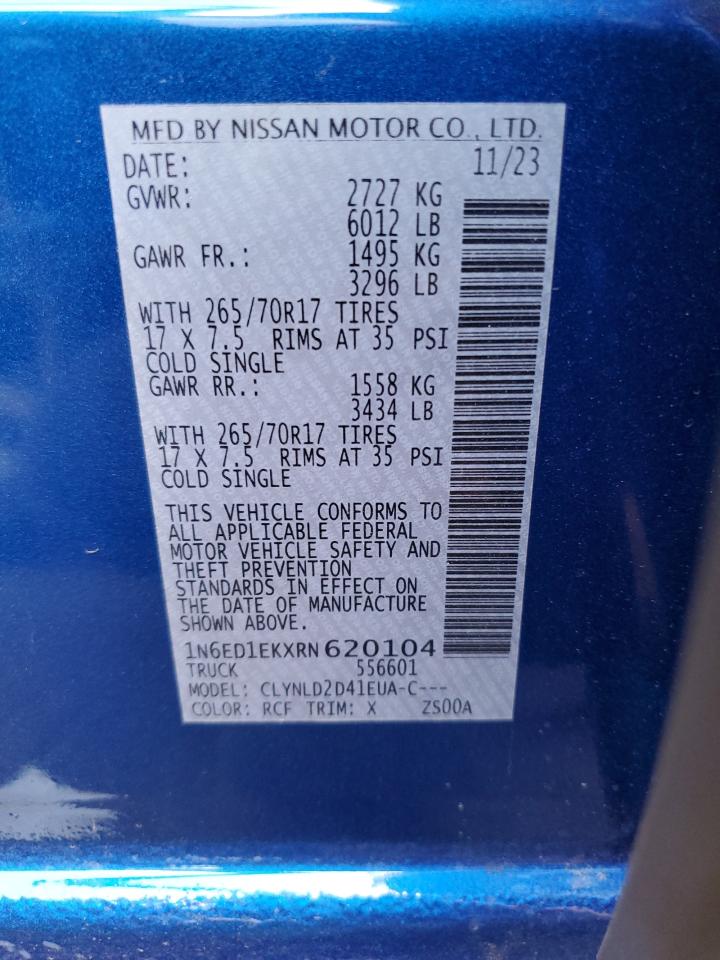 MFD BY NISSAN MOTOR CO., LTD.
DATE: 11/23
GVWR: 2727 KG
6012 LB
GAWR FR.: 1495 KG
3296 LB
WITH 265/70R17 TIRES
17 X 7.5 RIMS AT 35 PSI
COLD SINGLE
GAWR RR.: 1558 KG
3434 LB
WITH 265/70R17 TIRES
17 X 7.5 RIMS AT 35 PSI
COLD SINGLE
THIS VEHICLE CONFORMS TO
ALL APPLICABLE FEDERAL
MOTOR VEHICLE SAFETY AND
THEFT PREVENTION
STANDARDS IN EFFECT ON
THE DATE OF MANUFACTURE
SHOWN ABOVE.
1N6ED1EKXRN620104
TRUCK 556601
MODEL: CLYNLD2D41EUA-C---
COLOR: RCF TRIM: X ZS00A